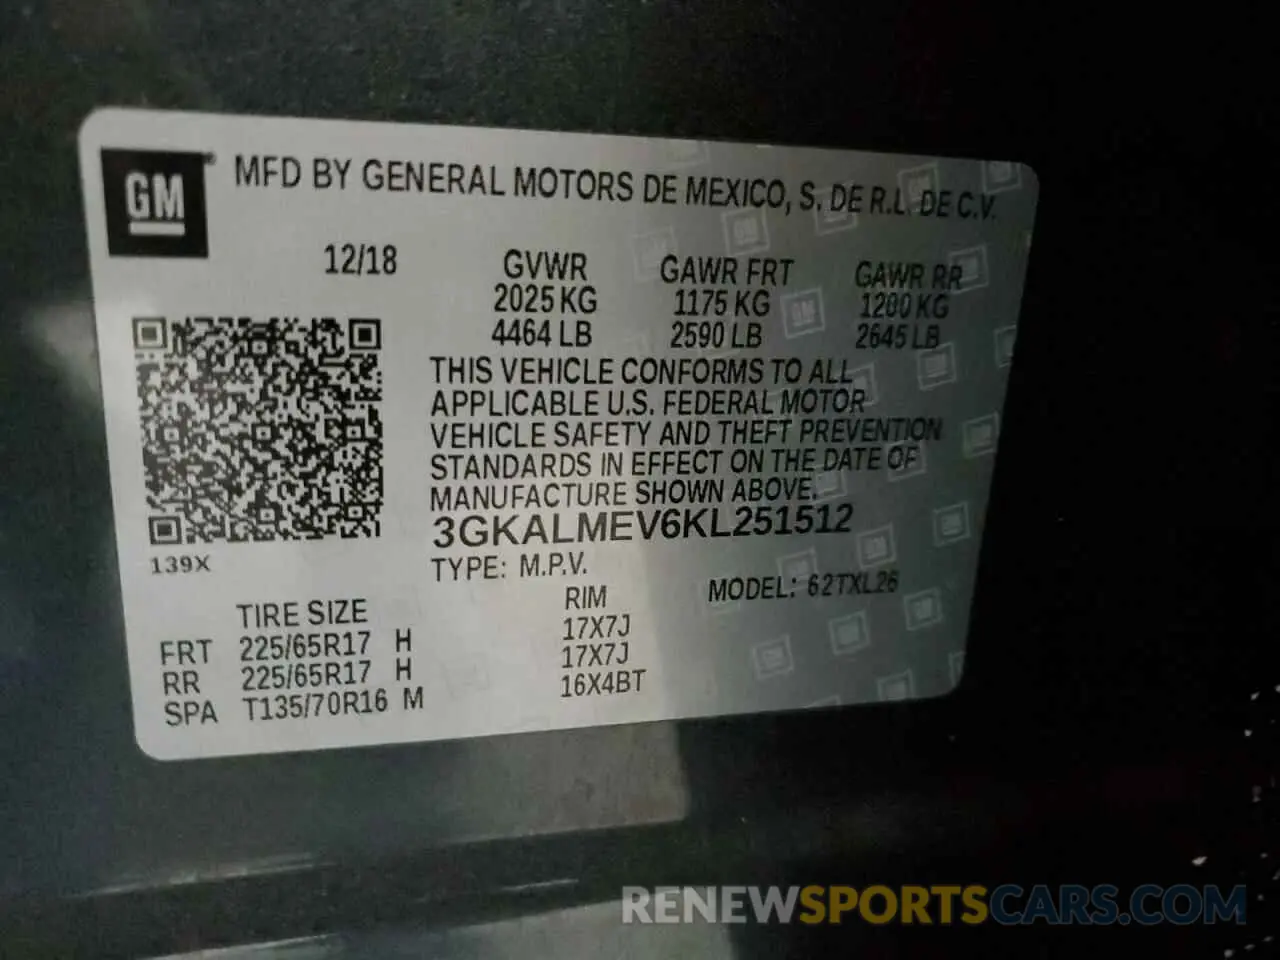 GM® MFD BY GENERAL MOTORS DE MEXICO, S. DE R.L. DE C.V.
12/18 GVWR GAWR FRT GAWR RR
2025 KG 1175 KG 1200 KG
4464 LB 2590 LB 2645 LB
THIS VEHICLE CONFORMS TO ALL
APPLICABLE U.S. FEDERAL MOTOR
VEHICLE SAFETY AND THEFT PREVENTION
STANDARDS IN EFFECT ON THE DATE OF
MANUFACTURE SHOWN ABOVE.
3GKALMEV6KL251512
139X
TYPE: M.P.V.
MODEL: 62TXL26
TIRE SIZE RIM
FRT 225/65R17 H 17X7J
RR 225/65R17 H 17X7J
SPA T135/70R16 M 16X4BT
RENEWSPORTSCARS.COM